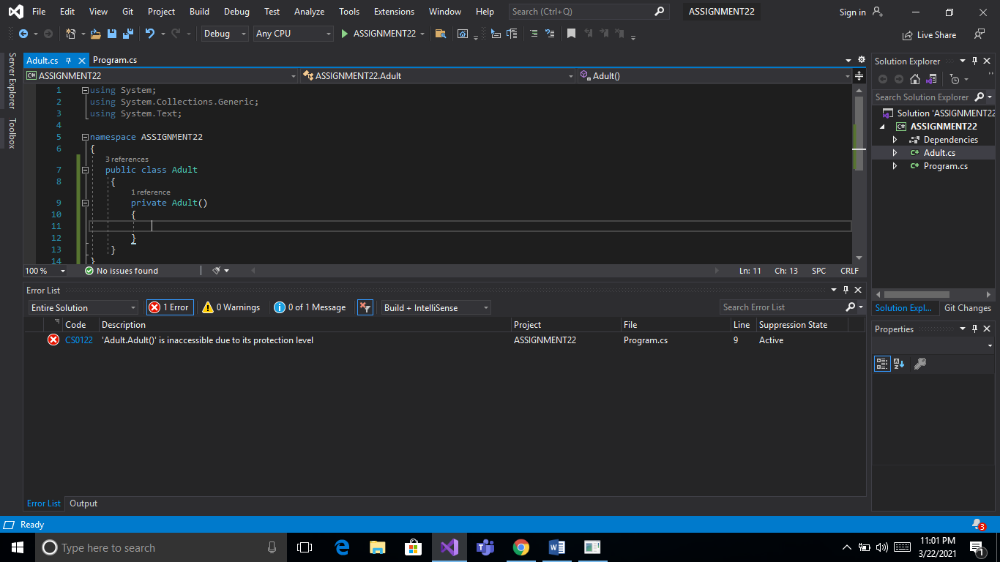 File Edit View Git Project Build Debug Test Analyze Tools Extensions Window Help Search (Ctrl+Q) ASSIGNMENT22 Sign in
Debug Any CPU ASSIGNMENT22 Live Share
Server Explorer
Toolbox
Adult.cs Program.cs
ASSIGNMENT22 ASSIGNMENT22.Adult Adult()
1 using System;
2 using System.Collections.Generic;
3 using System.Text;
4
5 namespace ASSIGNMENT22
6 {
3 references
7 public class Adult
8 {
1 reference
9 private Adult()
10 {
11
12 }
13 }
14 }
100 % No issues found Ln: 11 Ch: 13 SPC CRLF
Error List
Entire Solution 1 Error 0 Warnings 0 of 1 Message Build + IntelliSense Search Error List
Code Description Project File Line Suppression State
CS0122 'Adult.Adult()' is inaccessible due to its protection level ASSIGNMENT22 Program.cs 9 Active
Error List Output
Solution Explorer
Search Solution Explorer
Solution 'ASSIGNMENT22
ASSIGNMENT22
Dependencies
C# Adult.cs
C# Program.cs
Solution Expl... Git Changes
Properties
Ready 3
Type here to search
11:01 PM
3/22/2021
1